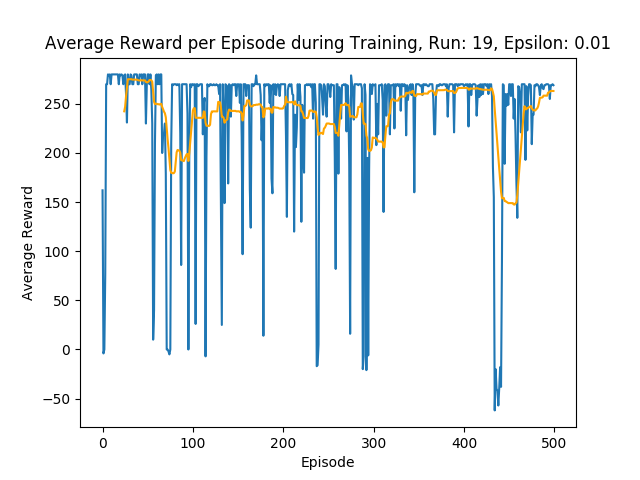 Average Reward per Episode during Training, Run: 19, Epsilon: 0.01
250
200
150
100
50
0
−50
Average Reward
0 100 200 300 400 500
Episode